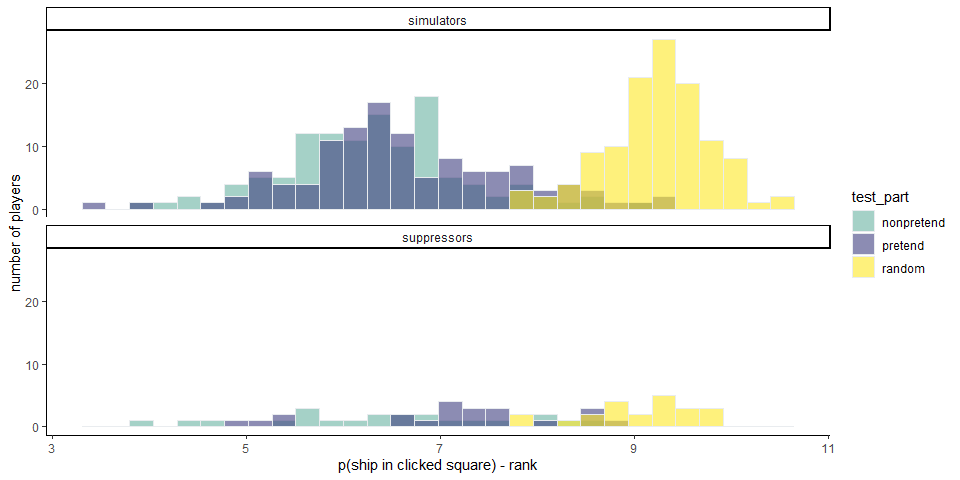 simulators
20
10
0
suppressors
20
10
0
number of players
3
5
7
9
11
p(ship in clicked square) - rank
test_part
nonpretend
pretend
random